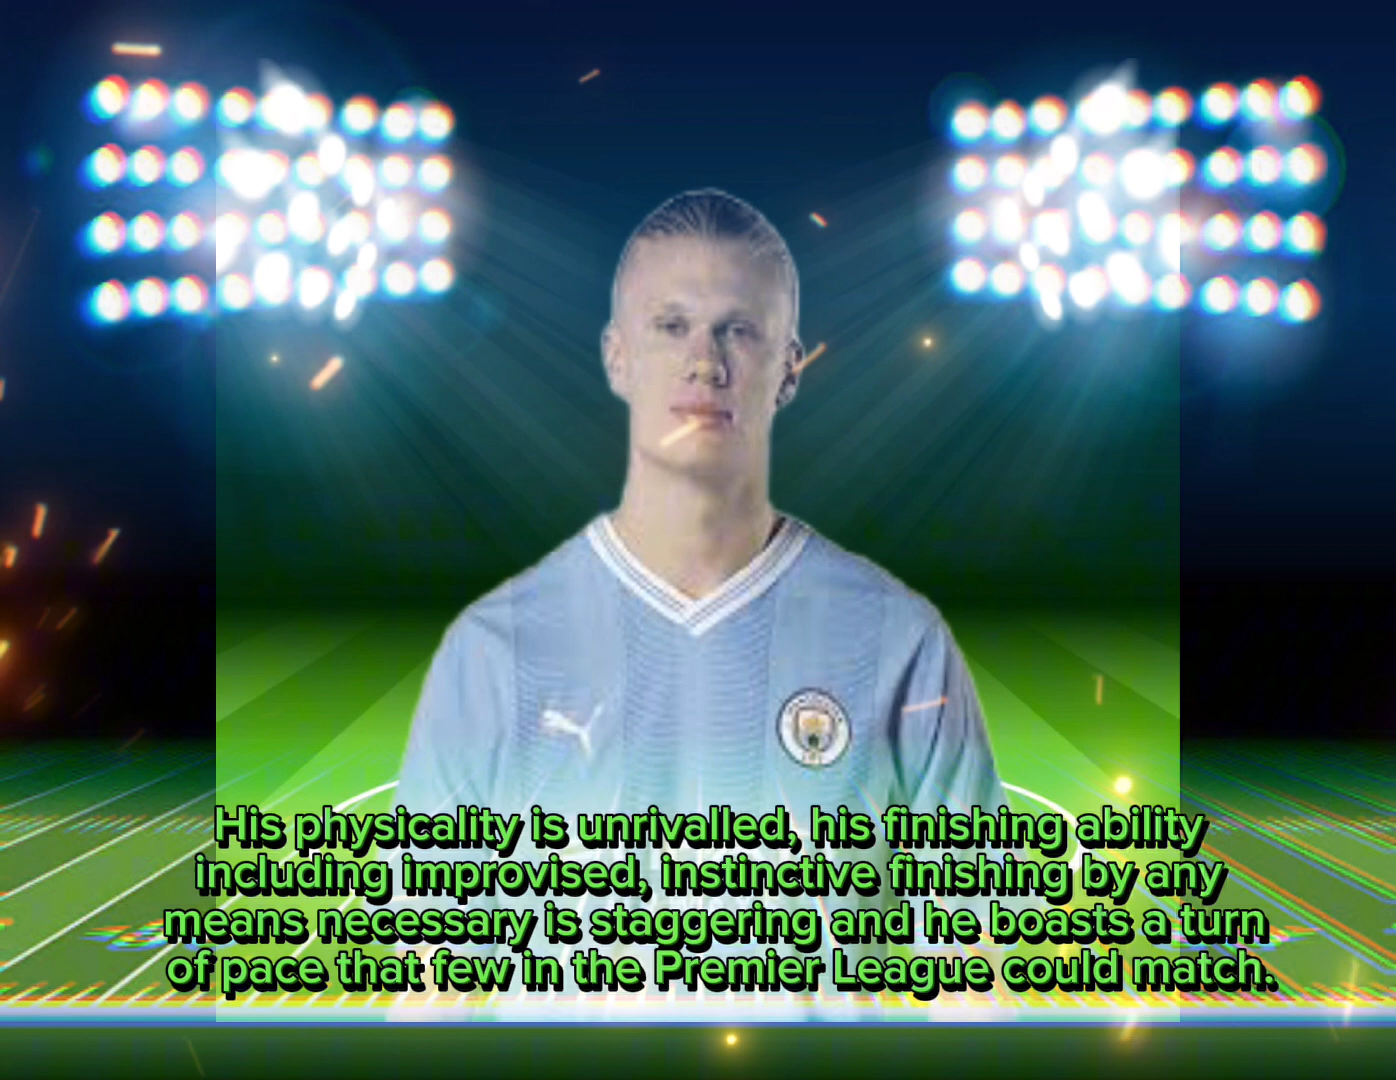 His physicality is unrivalled, his finishing ability
including improvised, instinctive finishing by any
means necessary is staggering and he boasts a turn
of pace that few in the Premier League could match.